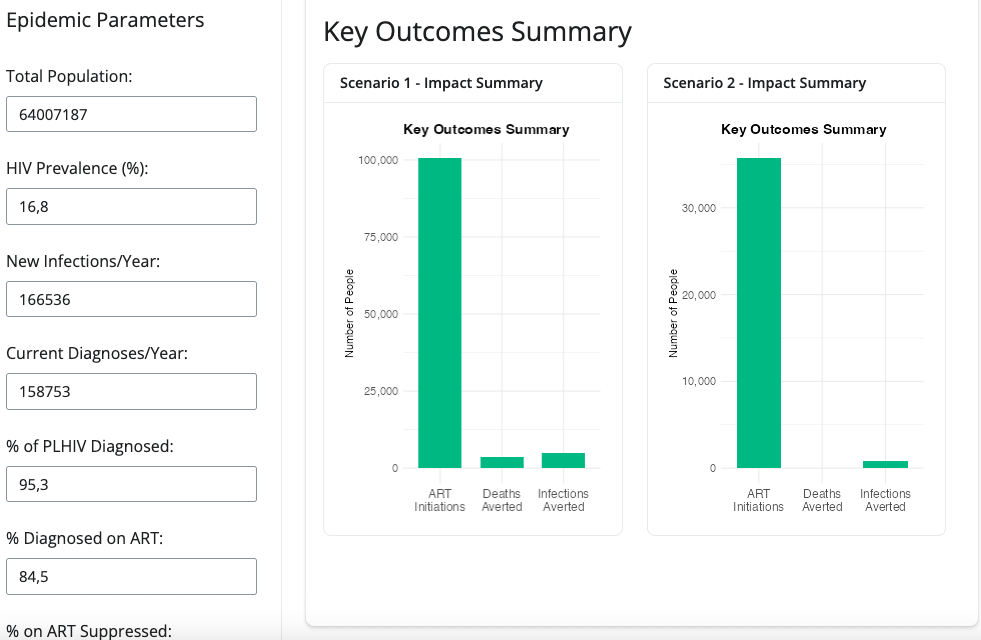 Epidemic Parameters
Total Population:
64007187
HIV Prevalence (%):
16,8
New Infections/Year:
166536
Current Diagnoses/Year:
158753
% of PLHIV Diagnosed:
95,3
% Diagnosed on ART:
84,5
% on ART Suppressed:
Key Outcomes Summary
Scenario 1 - Impact Summary
Key Outcomes Summary
Number of People
100,000
75,000
50,000
25,000
0
ART
Initiations
Deaths
Averted
Infections
Averted
Scenario 2 - Impact Summary
Key Outcomes Summary
Number of People
30,000
20,000
10,000
0
ART
Initiations
Deaths
Averted
Infections
Averted